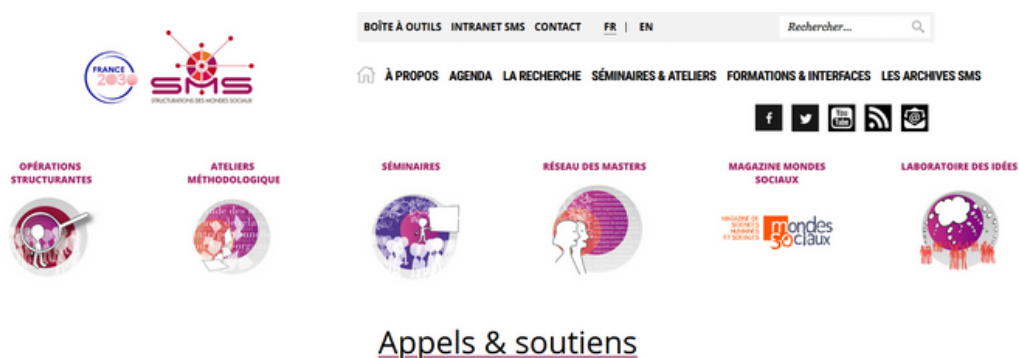 BOÎTE À OUTILS INTRANET SMS CONTACT FR | EN Rechercher...
FRANCE
2030
SMS
STRUCTURATIONS DES MONDES SOCIAUX
À PROPOS AGENDA LA RECHERCHE SÉMINAIRES & ATELIERS FORMATIONS & INTERFACES LES ARCHIVES SMS
f You
Tube @
OPÉRATIONS
STRUCTURANTES
ATELIERS
MÉTHODOLOGIQUE
SÉMINAIRES
RÉSEAU DES MASTERS
MAGAZINE MONDES
SOCIAUX
LABORATOIRE DES IDÉES
MAGAZINE DE
SCIENCES
HUMAINES
ET SOCIALES
mondes
sociaux
Appels & soutiens